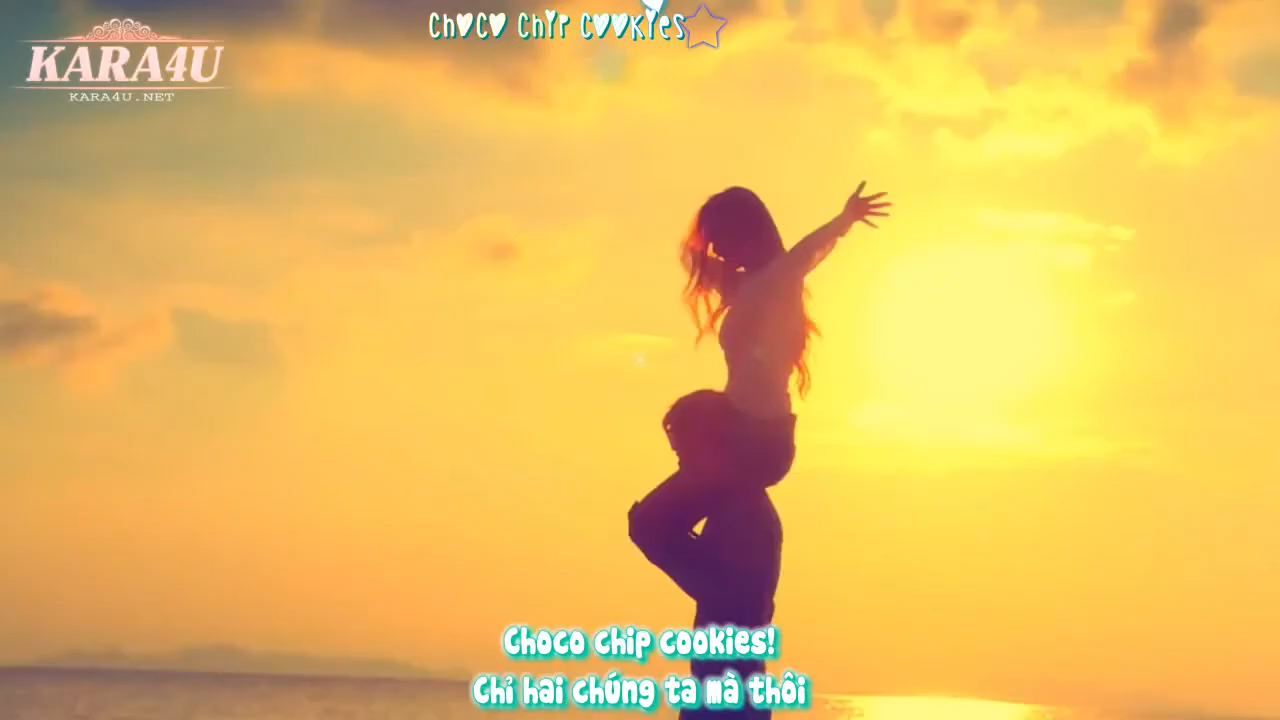 Choco Chip Cookies
KARA4U
KARA4U.NET
Choco chip cookies!
Chỉ hai chúng ta mà thôi